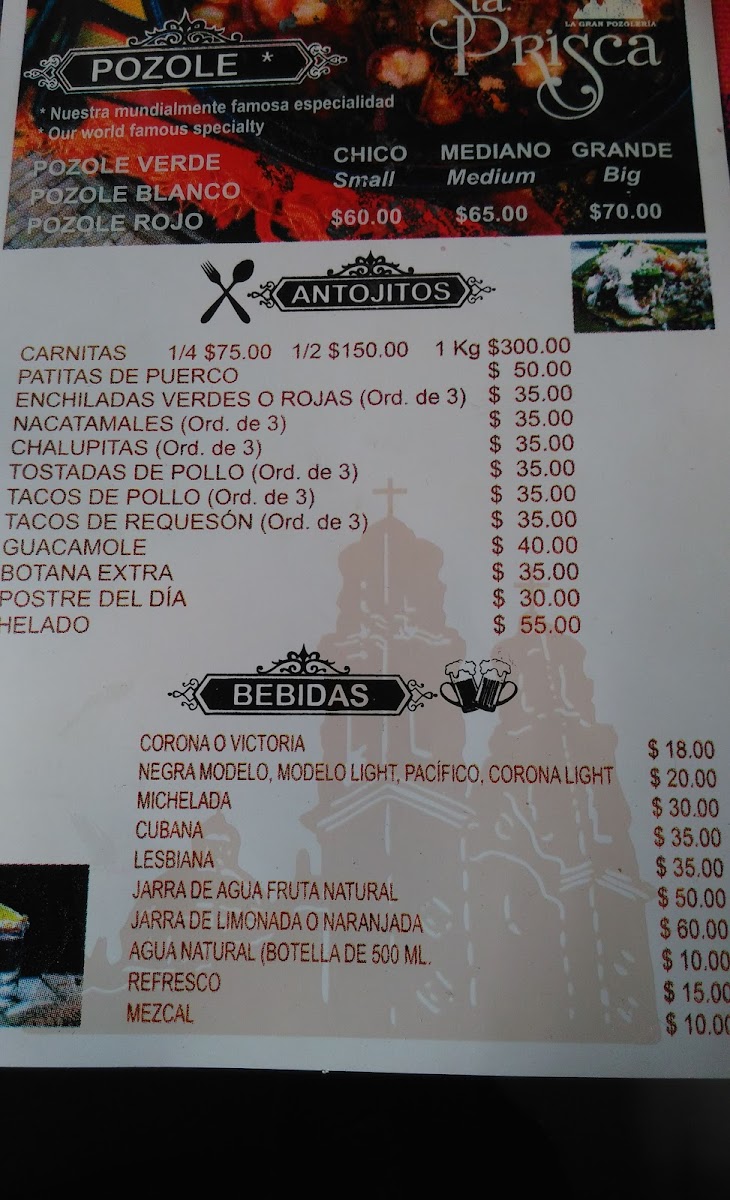 Sta.
LA GRAN POZOLERÍA
Prisca
POZOLE *
* Nuestra mundialmente famosa especialidad
* Our world famous specialty
CHICO MEDIANO GRANDE
Small Medium Big
POZOLE VERDE
POZOLE BLANCO
POZOLE ROJO $60.00 $65.00 $70.00
ANTOJITOS
CARNITAS 1/4 $75.00 1/2 $150.00 1 Kg $300.00
PATITAS DE PUERCO $ 50.00
ENCHILADAS VERDES O ROJAS (Ord. de 3) $ 35.00
NACATAMALES (Ord. de 3) $ 35.00
CHALUPITAS (Ord. de 3) $ 35.00
TOSTADAS DE POLLO (Ord. de 3) $ 35.00
TACOS DE POLLO (Ord. de 3) $ 35.00
TACOS DE REQUESÓN (Ord. de 3) $ 35.00
GUACAMOLE $ 40.00
BOTANA EXTRA $ 35.00
POSTRE DEL DÍA $ 30.00
HELADO $ 55.00
BEBIDAS
CORONA O VICTORIA $ 18.00
NEGRA MODELO, MODELO LIGHT, PACÍFICO, CORONA LIGHT $ 20.00
MICHELADA $ 30.00
CUBANA $ 35.00
LESBIANA $ 35.00
JARRA DE AGUA FRUTA NATURAL $ 50.00
JARRA DE LIMONADA O NARANJADA $ 60.00
AGUA NATURAL (BOTELLA DE 500 ML. $ 10.00
REFRESCO $ 15.00
MEZCAL $ 10.00